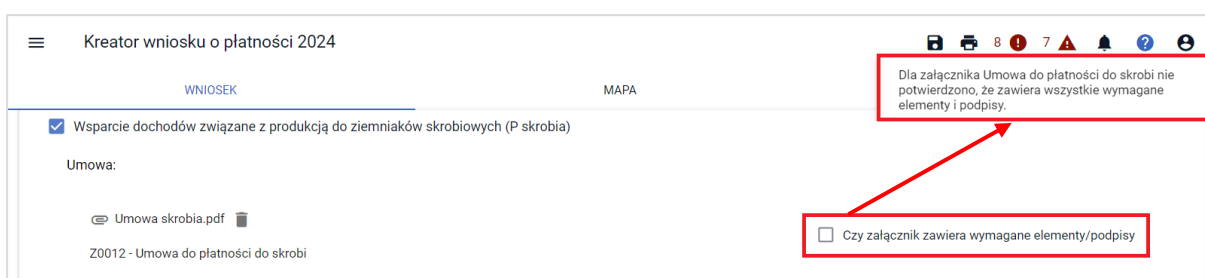 Kreator wniosku o płatności 2024
8 7
WNIOSEK
MAPA
Dla załącznika Umowa do płatności do skrobi nie
potwierdzono, że zawiera wszystkie wymagane
elementy i podpisy.
Wsparcie dochodów związane z produkcją do ziemniaków skrobiowych (P skrobia)
Umowa:
Umowa skrobia.pdf
Czy załącznik zawiera wymagane elementy/podpisy
Z0012 - Umowa do płatności do skrobi